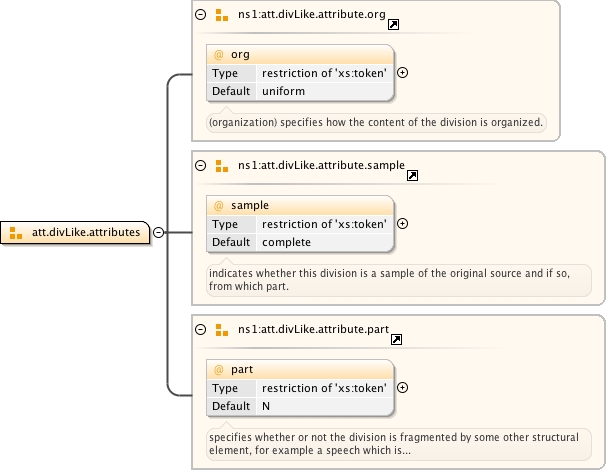 ns1:att.divLike.attribute.org
@ org
Type restriction of 'xs:token'
Default uniform
(organization) specifies how the content of the division is organized.
ns1:att.divLike.attribute.sample
@ sample
Type restriction of 'xs:token'
Default complete
indicates whether this division is a sample of the original source and if so,
from which part.
att.divLike.attributes
ns1:att.divLike.attribute.part
@ part
Type restriction of 'xs:token'
Default N
specifies whether or not the division is fragmented by some other structural
element, for example a speech which is...